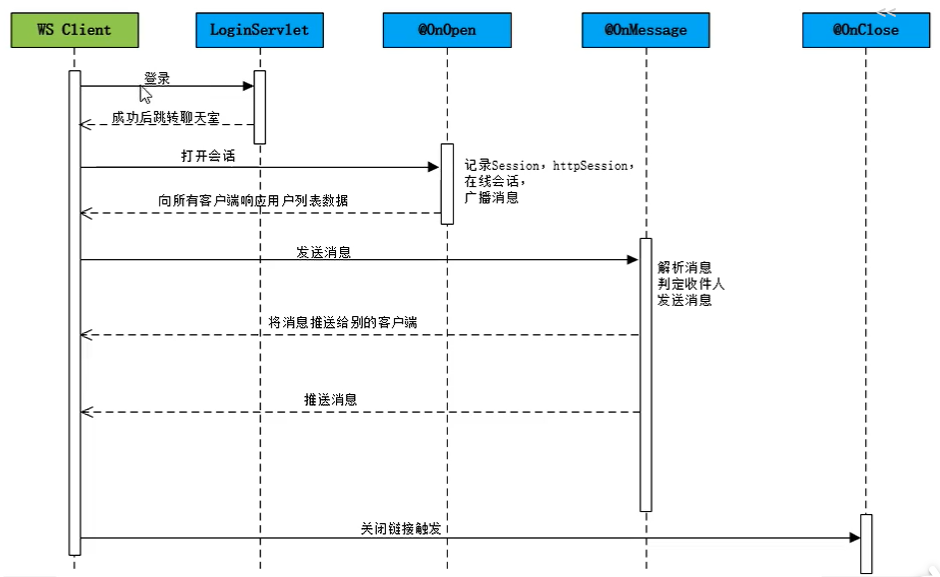 WS Client
LoginServlet
@OnOpen
@OnMessage
@OnClose
登录
成功后跳转聊天室
打开会话
记录Session，httpSession，
在线会话，
广播消息
向所有客户端响应用户列表数据
发送消息
解析消息
判定收件人
发送消息
将消息推送给别的客户端
推送消息
关闭链接触发